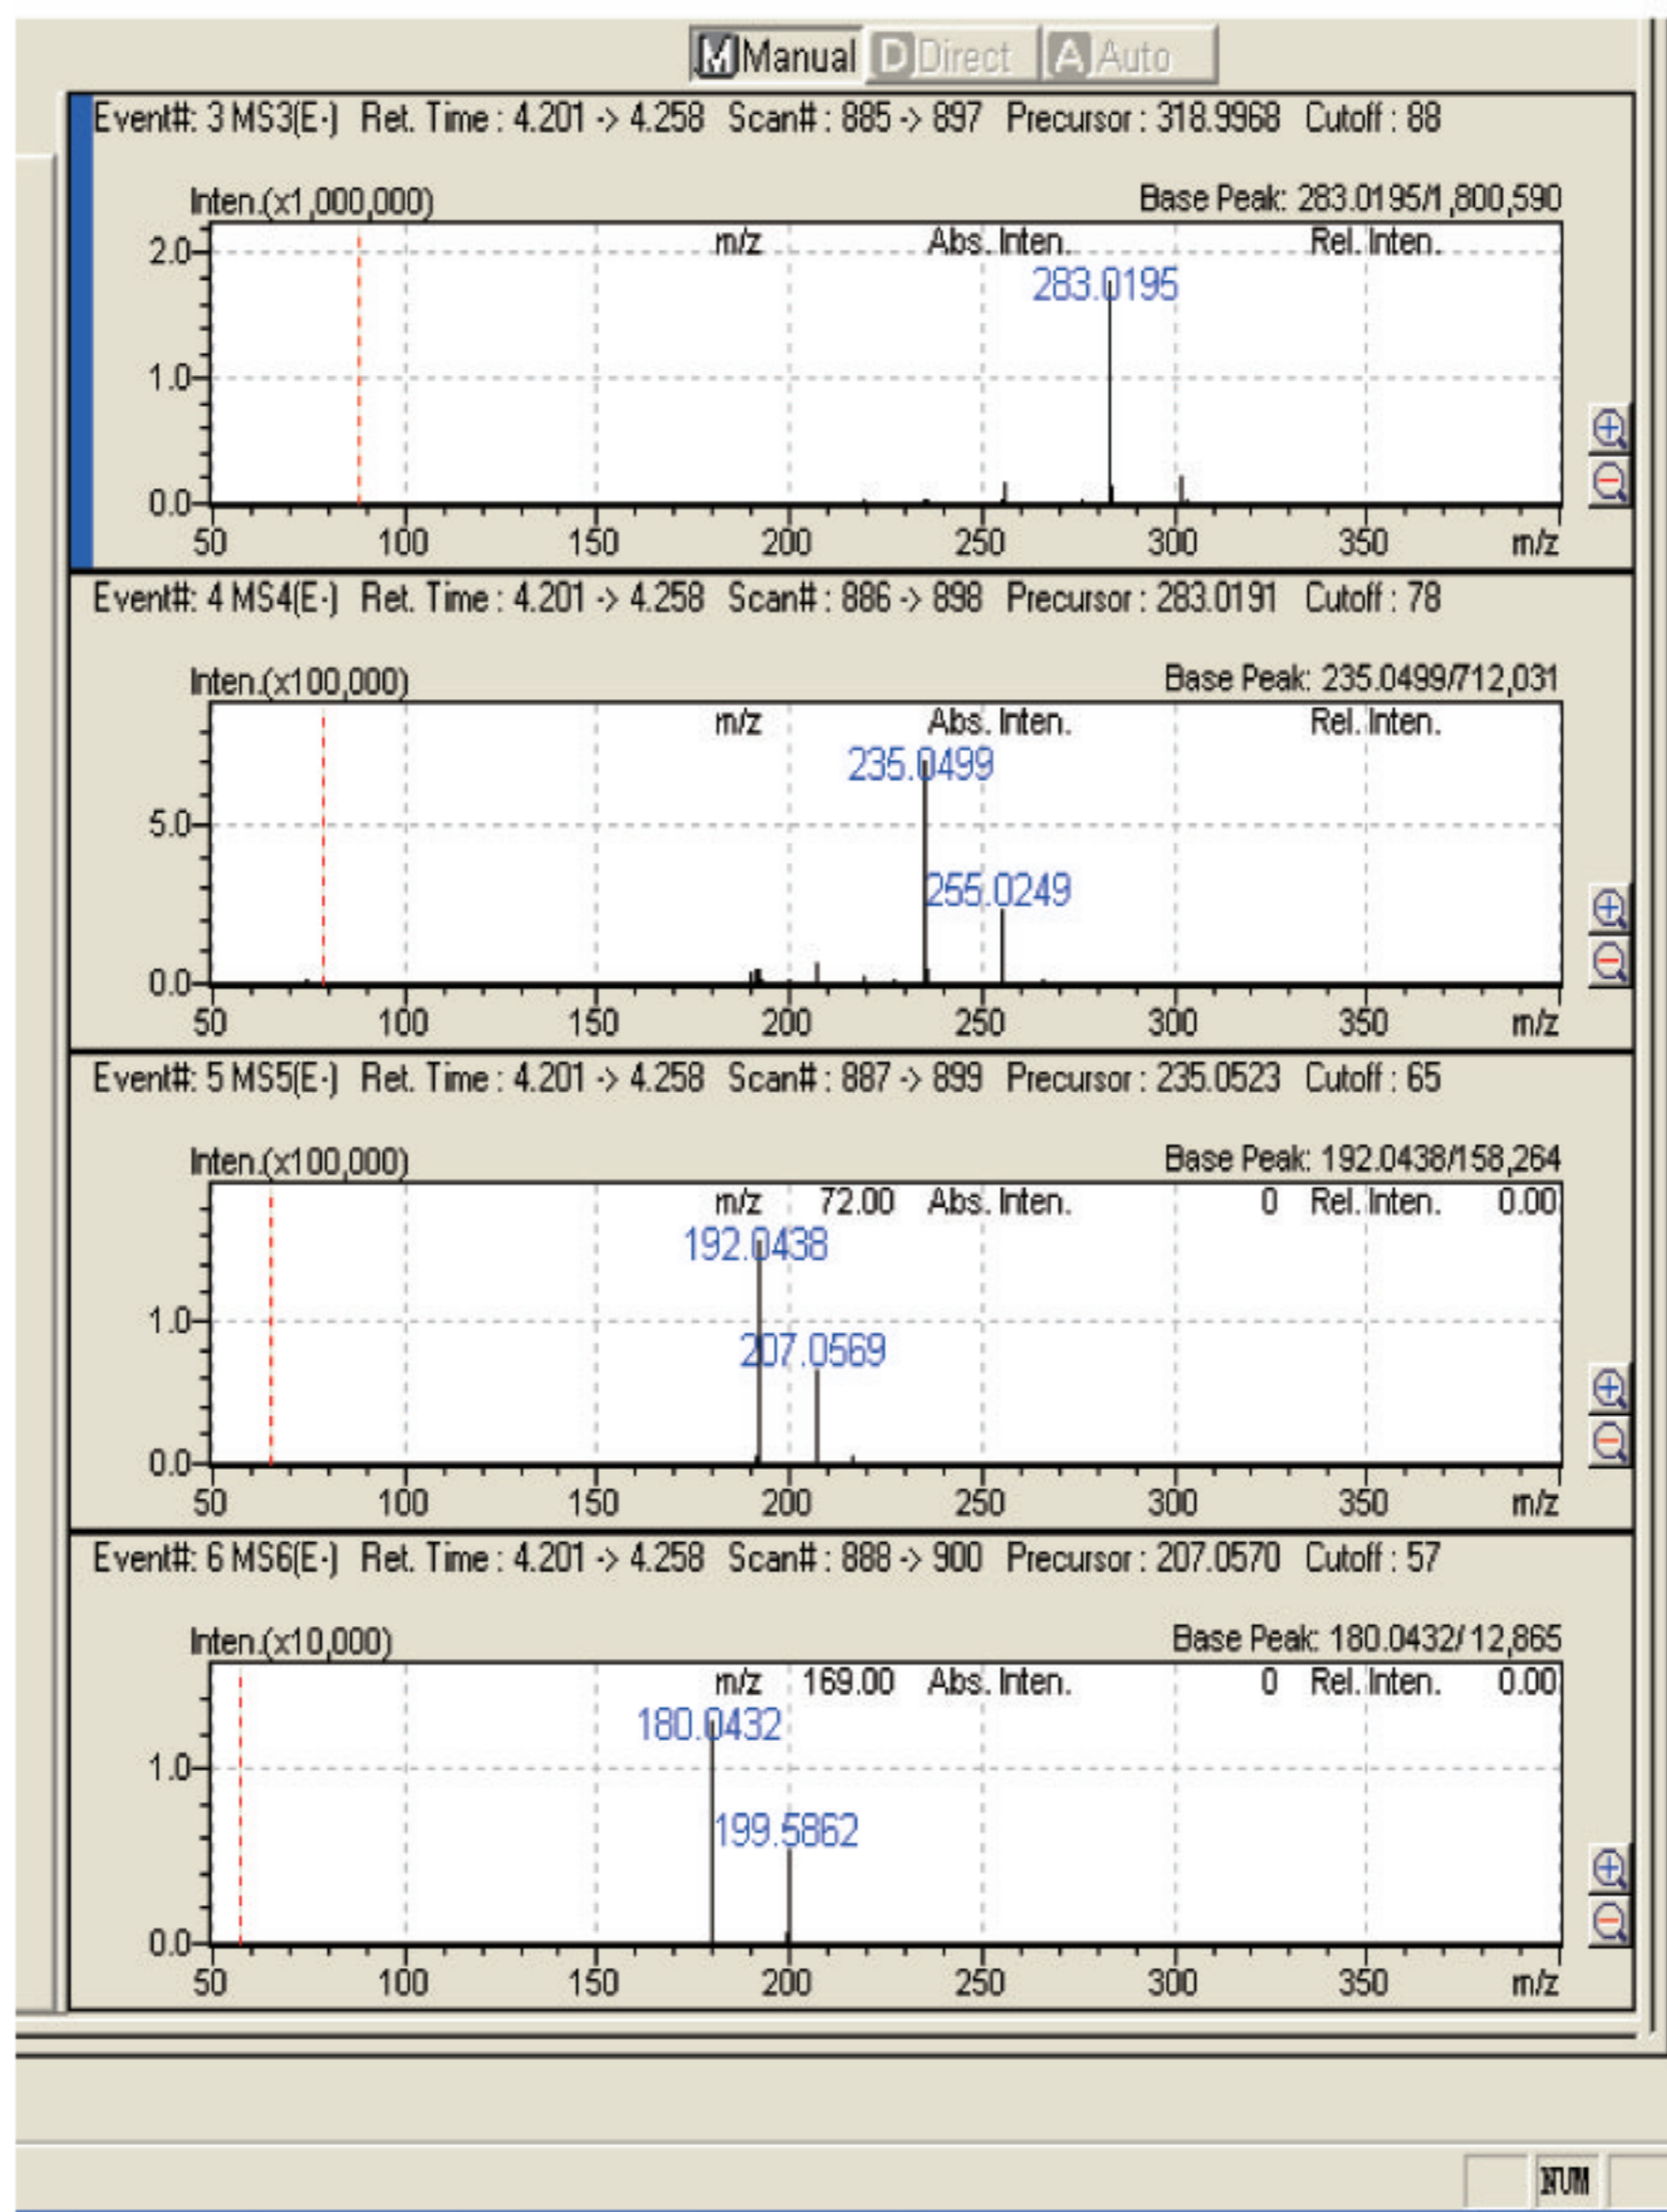 M Manual D Direct A Auto
Event#: 3 MS3(E-) Ret. Time : 4.201 -> 4.258 Scan# : 885 -> 897 Precursor : 318.9968 Cutoff : 88
Inten.(x1,000,000) Base Peak: 283.0195/1,800,590
m/z Abs. Inten. Rel. Inten.
2.0
283.0195
1.0
0.0
50 100 150 200 250 300 350 m/z
Event#: 4 MS4(E-) Ret. Time : 4.201 -> 4.258 Scan# : 886 -> 898 Precursor : 283.0191 Cutoff : 78
Inten.(x100,000) Base Peak: 235.0499/712,031
m/z Abs. Inten. Rel. Inten.
235.0499
5.0
255.0249
0.0
50 100 150 200 250 300 350 m/z
Event#: 5 MS5(E-) Ret. Time : 4.201 -> 4.258 Scan# : 887 -> 899 Precursor : 235.0523 Cutoff : 65
Inten.(x100,000) Base Peak: 192.0438/158,264
m/z 72.00 Abs. Inten. 0 Rel. Inten. 0.00
192.0438
1.0
207.0569
0.0
50 100 150 200 250 300 350 m/z
Event#: 6 MS6(E-) Ret. Time : 4.201 -> 4.258 Scan# : 888 -> 900 Precursor : 207.0570 Cutoff : 57
Inten.(x10,000) Base Peak: 180.0432/ 12,865
m/z 169.00 Abs. Inten. 0 Rel. Inten. 0.00
180.0432
1.0
199.5862
0.0
50 100 150 200 250 300 350 m/z
NUM